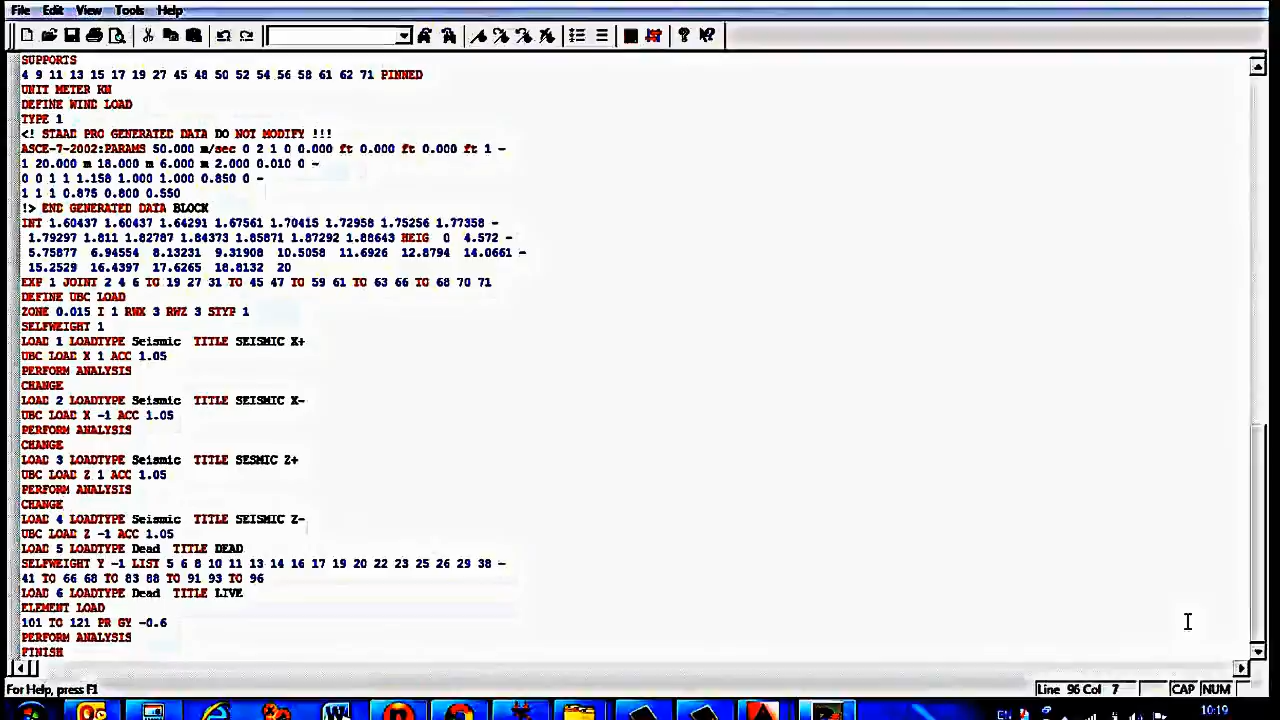 File Edit View Tools Help
SUPPORTS
4 9 11 13 15 17 19 27 45 48 50 52 54 56 58 61 62 71 PINNED
UNIT METER KN
DEFINE WIND LOAD
TYPE 1
<! STAAD PRO GENERATED DATA DO NOT MODIFY !!!
ASCE-7-2002:PARAMS 50.000 m/sec 0 2 1 0 0.000 ft 0.000 ft 0.000 ft 1 -
1 20.000 m 18.000 m 6.000 m 2.000 0.010 0 -
0 0 1 1 1.158 1.000 1.000 0.850 0 -
1 1 1 0.875 0.800 0.550
!> END GENERATED DATA BLOCK
INT 1.60437 1.60437 1.64291 1.67561 1.70415 1.72958 1.75256 1.77358 -
1.79297 1.811 1.82787 1.84373 1.85871 1.87292 1.88643 HEIG 0 4.572 -
5.75877 6.94554 8.13231 9.31908 10.5058 11.6926 12.8794 14.0661 -
15.2529 16.4397 17.6265 18.8132 20
EXP 1 JOINT 2 4 6 TO 19 27 31 TO 45 47 TO 59 61 TO 63 66 TO 68 70 71
DEFINE UBC LOAD
ZONE 0.015 I 1 RWX 3 RWZ 3 STYP 1
SELFWEIGHT 1
LOAD 1 LOADTYPE Seismic TITLE SEISMIC X+
UBC LOAD X 1 ACC 1.05
PERFORM ANALYSIS
CHANGE
LOAD 2 LOADTYPE Seismic TITLE SEISMIC X-
UBC LOAD X -1 ACC 1.05
PERFORM ANALYSIS
CHANGE
LOAD 3 LOADTYPE Seismic TITLE SESMIC Z+
UBC LOAD Z 1 ACC 1.05
PERFORM ANALYSIS
CHANGE
LOAD 4 LOADTYPE Seismic TITLE SEISMIC Z-
UBC LOAD Z -1 ACC 1.05
LOAD 5 LOADTYPE Dead TITLE DEAD
SELFWEIGHT Y -1 LIST 5 6 8 10 11 13 14 16 17 19 20 22 23 25 26 29 38 -
41 TO 66 68 TO 83 88 TO 91 93 TO 96
LOAD 6 LOADTYPE Dead TITLE LIVE
ELEMENT LOAD
101 TO 121 PR GY -0.6
PERFORM ANALYSIS
FINISH
For Help, press F1
Line 96 Col 7 CAP NUM
EN 10:19